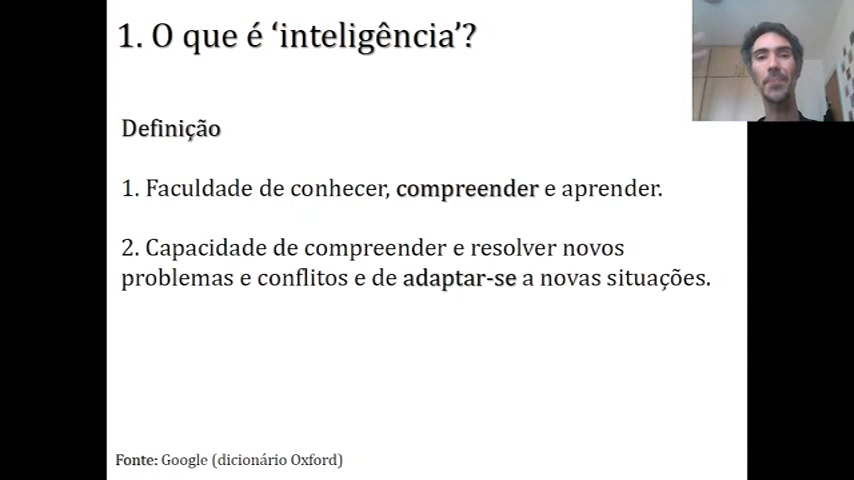 1. O que é ‘inteligência’?
Definição
1. Faculdade de conhecer, compreender e aprender.
2. Capacidade de compreender e resolver novos
problemas e conflitos e de adaptar-se a novas situações.
Fonte: Google (dicionário Oxford)